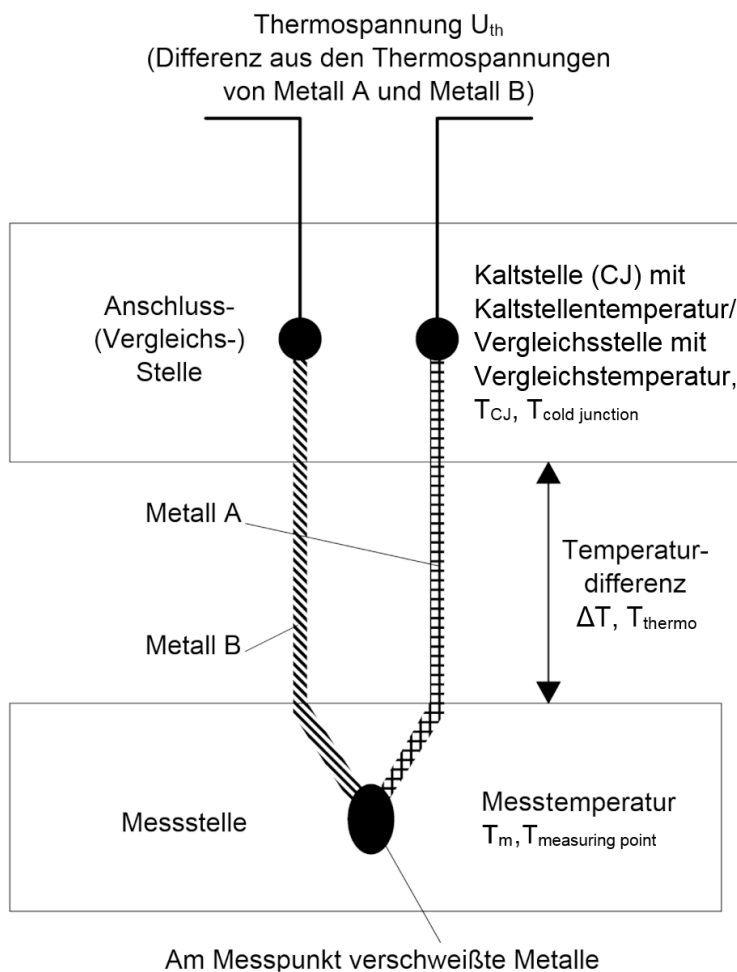 Thermospannung Uth
(Differenz aus den Thermospannungen
von Metall A und Metall B)
Anschluss-
(Vergleichs-)
Stelle
Kaltstelle (CJ) mit
Kaltstellentemperatur/
Vergleichsstelle mit
Vergleichstemperatur,
TCJ, Tcold junction
Metall A
Temperatur-
differenz
ΔT, Tthermo
Metall B
Messstelle
Messtemperatur
Tm,Tmeasuring point
Am Messpunkt verschweißte Metalle